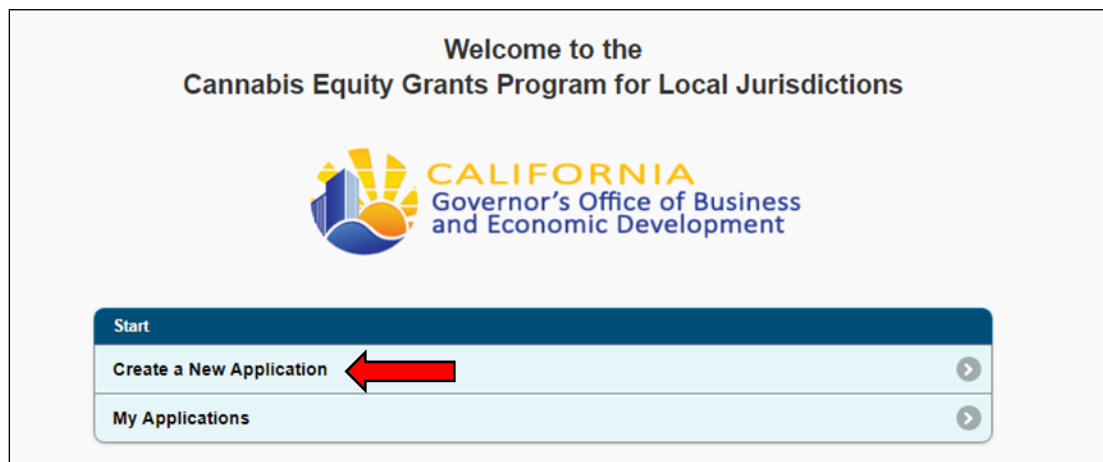 Welcome to the
Cannabis Equity Grants Program for Local Jurisdictions
CALIFORNIA
Governor's Office of Business
and Economic Development
Start
Create a New Application
My Applications